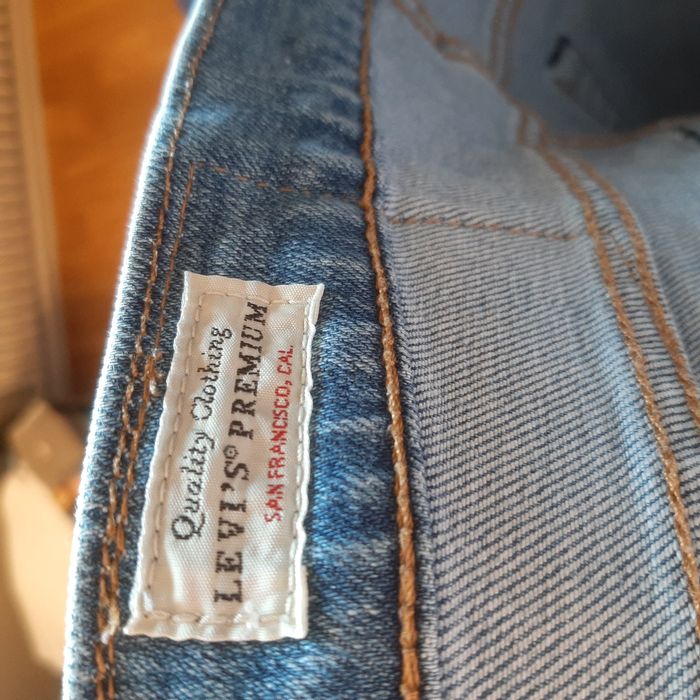 Quality Clothing
LEVI'S® PREMIUM
SAN FRANCISCO, CAL.